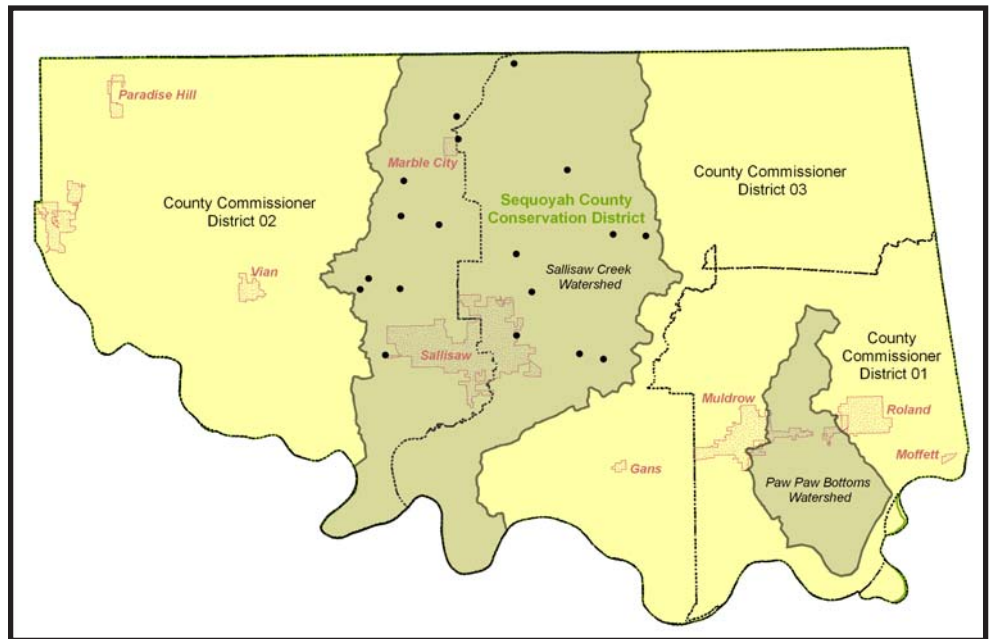 Paradise Hill
Marble City
County Commissioner
District 03
County Commissioner
District 02
Sequoyah County
Conservation District
Vian
Sallisaw Creek
Watershed
County
Commissioner
District 01
Sallisaw
Muldrow
Roland
Moffett
Gans
Paw Paw Bottoms
Watershed